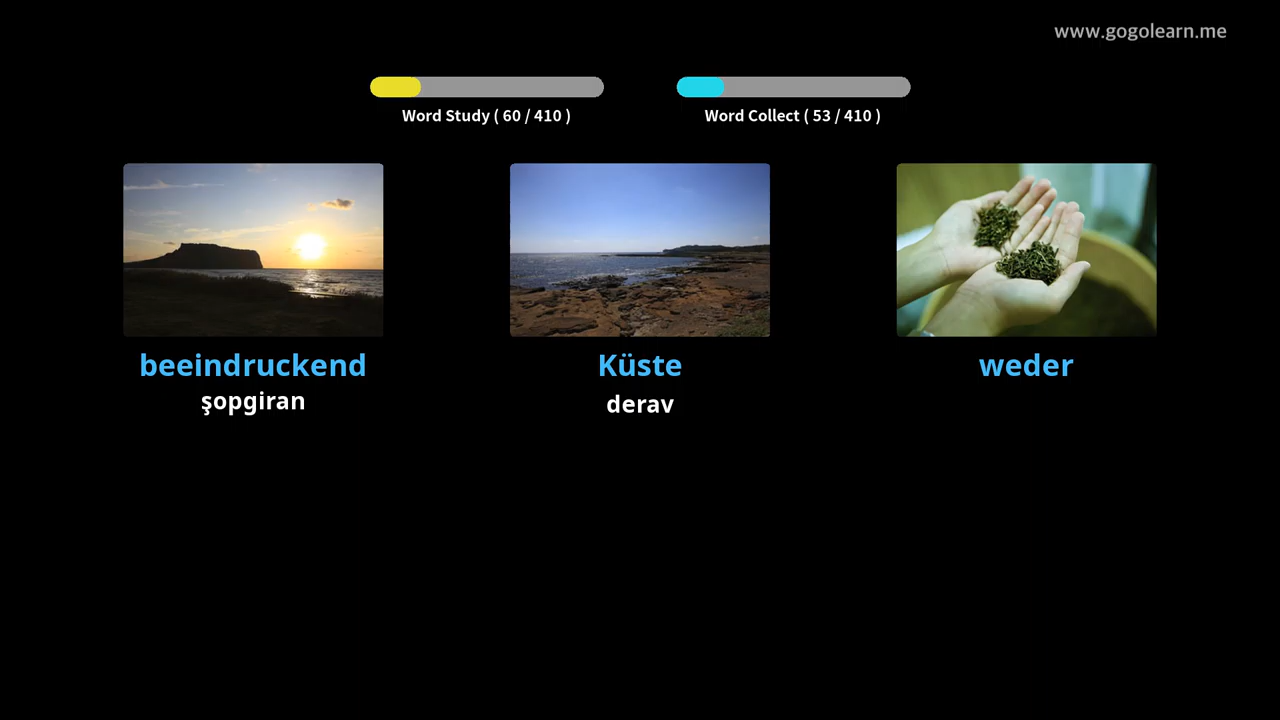 www.gogolearn.me
Word Study ( 60 / 410 )
Word Collect ( 53 / 410 )
beeindruckend
Küste
weder
şopgiran
derav